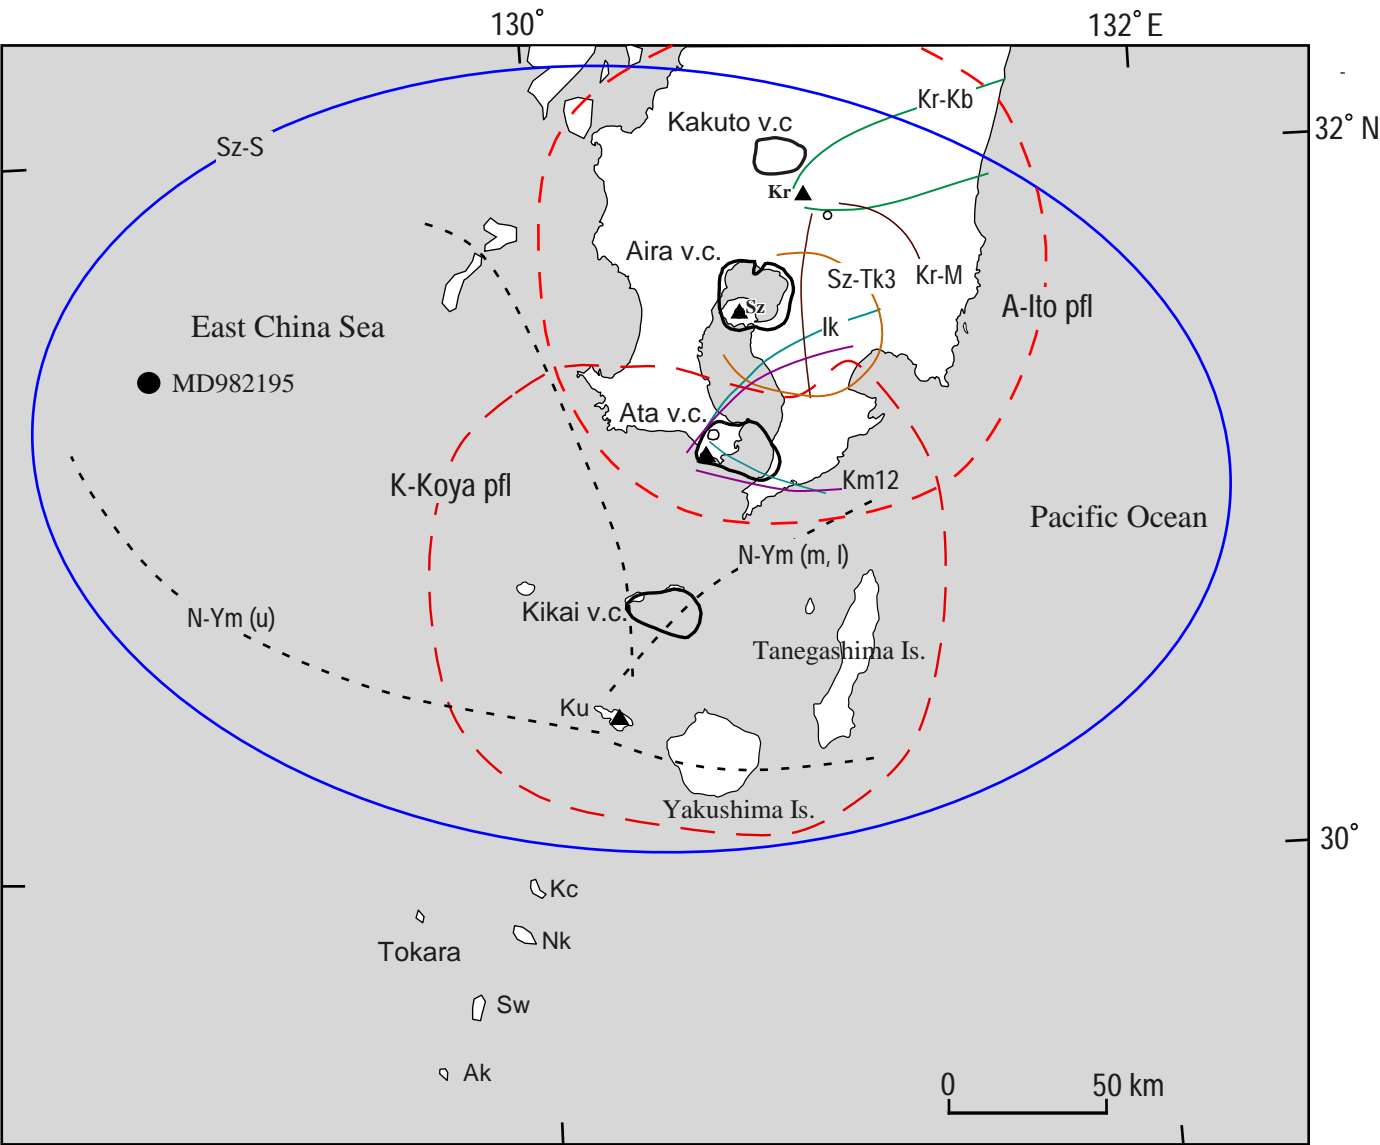 130°
132° E
32° N
Kr-Kb
Kakuto v.c
Sz-S
Kr
Aira v.c.
Sz-Tk3
Kr-M
Sz
A-Ito pfl
East China Sea
Ik
MD982195
Ata v.c.
K-Koya pfl
Km12
Pacific Ocean
N-Ym (m, l)
N-Ym (u)
Kikai v.c.
Tanegashima Is.
Ku
Yakushima Is.
30°
Kc
Nk
Tokara
Sw
Ak
0
50 km